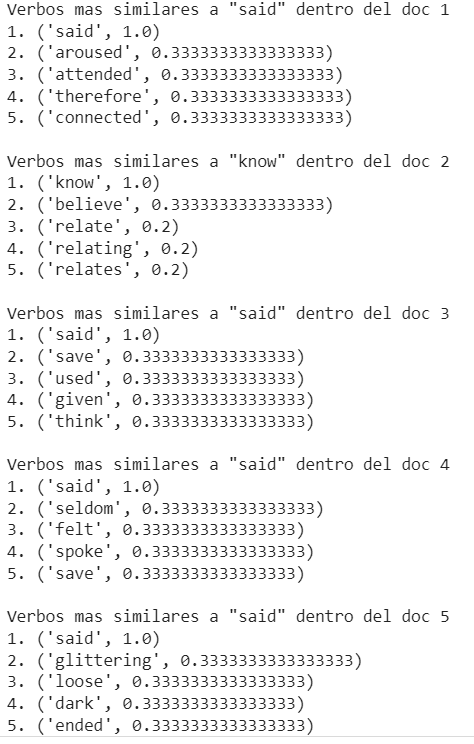 Verbos mas similares a "said" dentro del doc 1
1. ('said', 1.0)
2. ('aroused', 0.3333333333333333)
3. ('attended', 0.3333333333333333)
4. ('therefore', 0.3333333333333333)
5. ('connected', 0.3333333333333333)

Verbos mas similares a "know" dentro del doc 2
1. ('know', 1.0)
2. ('believe', 0.3333333333333333)
3. ('relate', 0.2)
4. ('relating', 0.2)
5. ('relates', 0.2)

Verbos mas similares a "said" dentro del doc 3
1. ('said', 1.0)
2. ('save', 0.3333333333333333)
3. ('used', 0.3333333333333333)
4. ('given', 0.3333333333333333)
5. ('think', 0.3333333333333333)

Verbos mas similares a "said" dentro del doc 4
1. ('said', 1.0)
2. ('seldom', 0.3333333333333333)
3. ('felt', 0.3333333333333333)
4. ('spoke', 0.3333333333333333)
5. ('save', 0.3333333333333333)

Verbos mas similares a "said" dentro del doc 5
1. ('said', 1.0)
2. ('glittering', 0.3333333333333333)
3. ('loose', 0.3333333333333333)
4. ('dark', 0.3333333333333333)
5. ('ended', 0.3333333333333333)